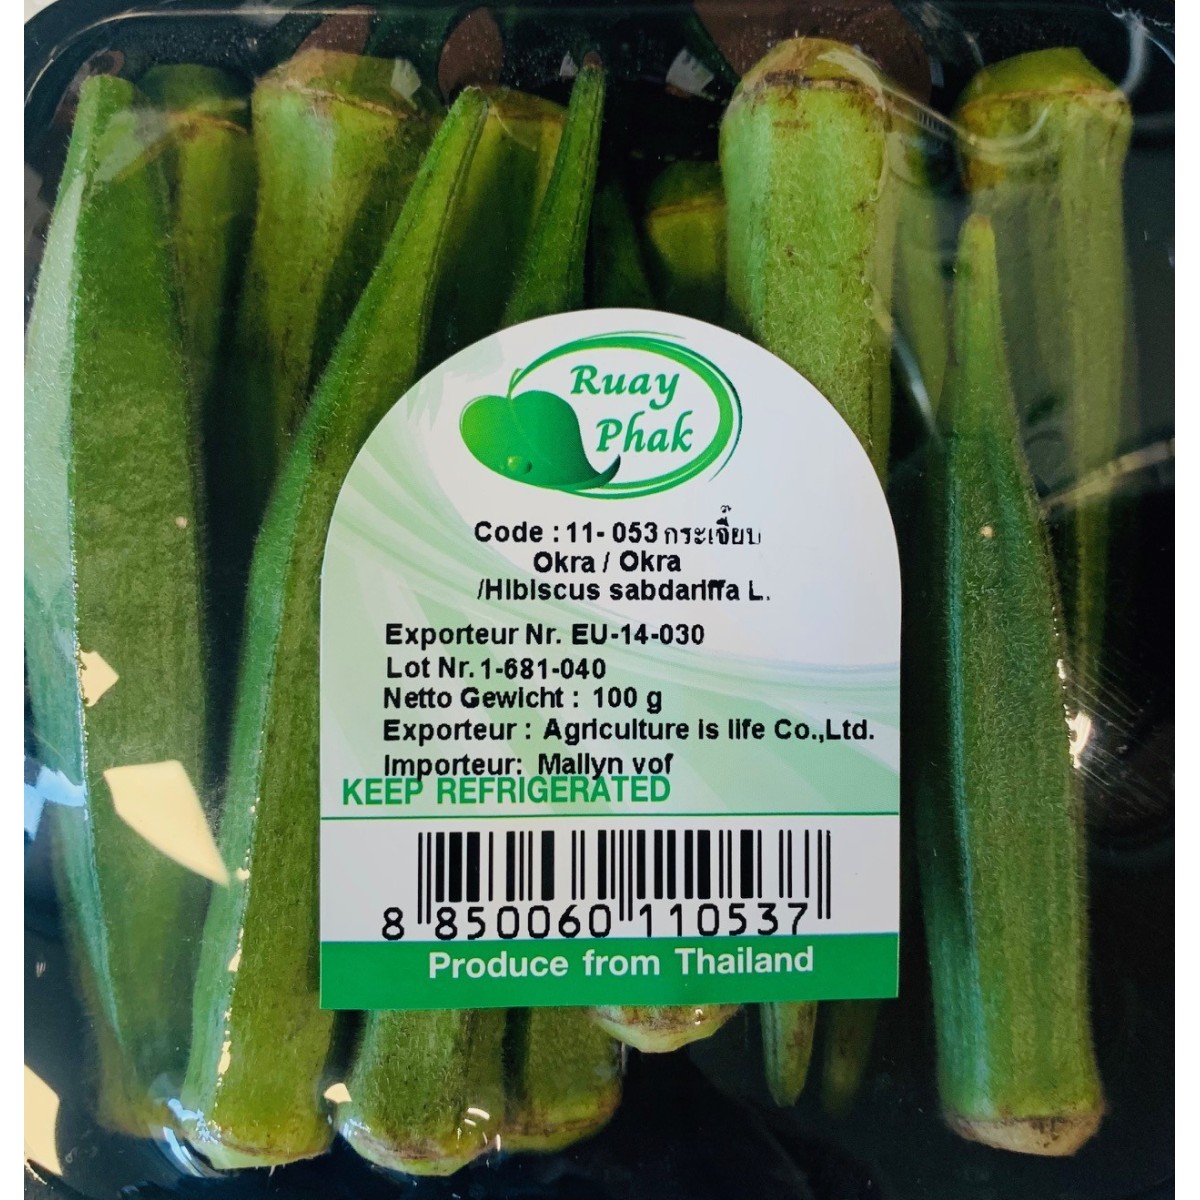 Ruay
Phak
Code : 11- 053 กระเจี๊ยบ
Okra / Okra
/Hibiscus sabdariffa L.
Exporteur Nr. EU-14-030
Lot Nr. 1-681-040
Netto Gewicht : 100 g
Exporteur : Agriculture is life Co.,Ltd.
Importeur: Mallyn vof
KEEP REFRIGERATED
8 850060 110537
Produce from Thailand